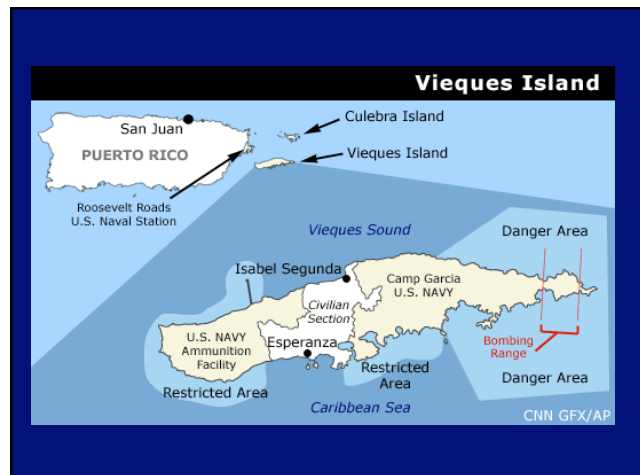 Vieques Island
Culebra Island
San Juan
PUERTO RICO
Vieques Island
Roosevelt Roads
U.S. Naval Station
Vieques Sound
Danger Area
Isabel Segunda
Camp Garcia
U.S. NAVY
Civilian
Section
U.S. NAVY
Ammunition
Facility
Esperanza
Bombing
Range
Restricted
Area
Restricted Area
Danger Area
Caribbean Sea
CNN GFX/AP